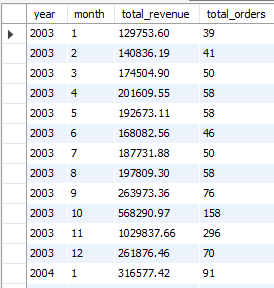 year month total_revenue total_orders
2003 1 129753.60 39
2003 2 140836.19 41
2003 3 174504.90 50
2003 4 201609.55 58
2003 5 192673.11 58
2003 6 168082.56 46
2003 7 187731.88 50
2003 8 197809.30 58
2003 9 263973.36 76
2003 10 568290.97 158
2003 11 1029837.66 296
2003 12 261876.46 70
2004 1 316577.42 91